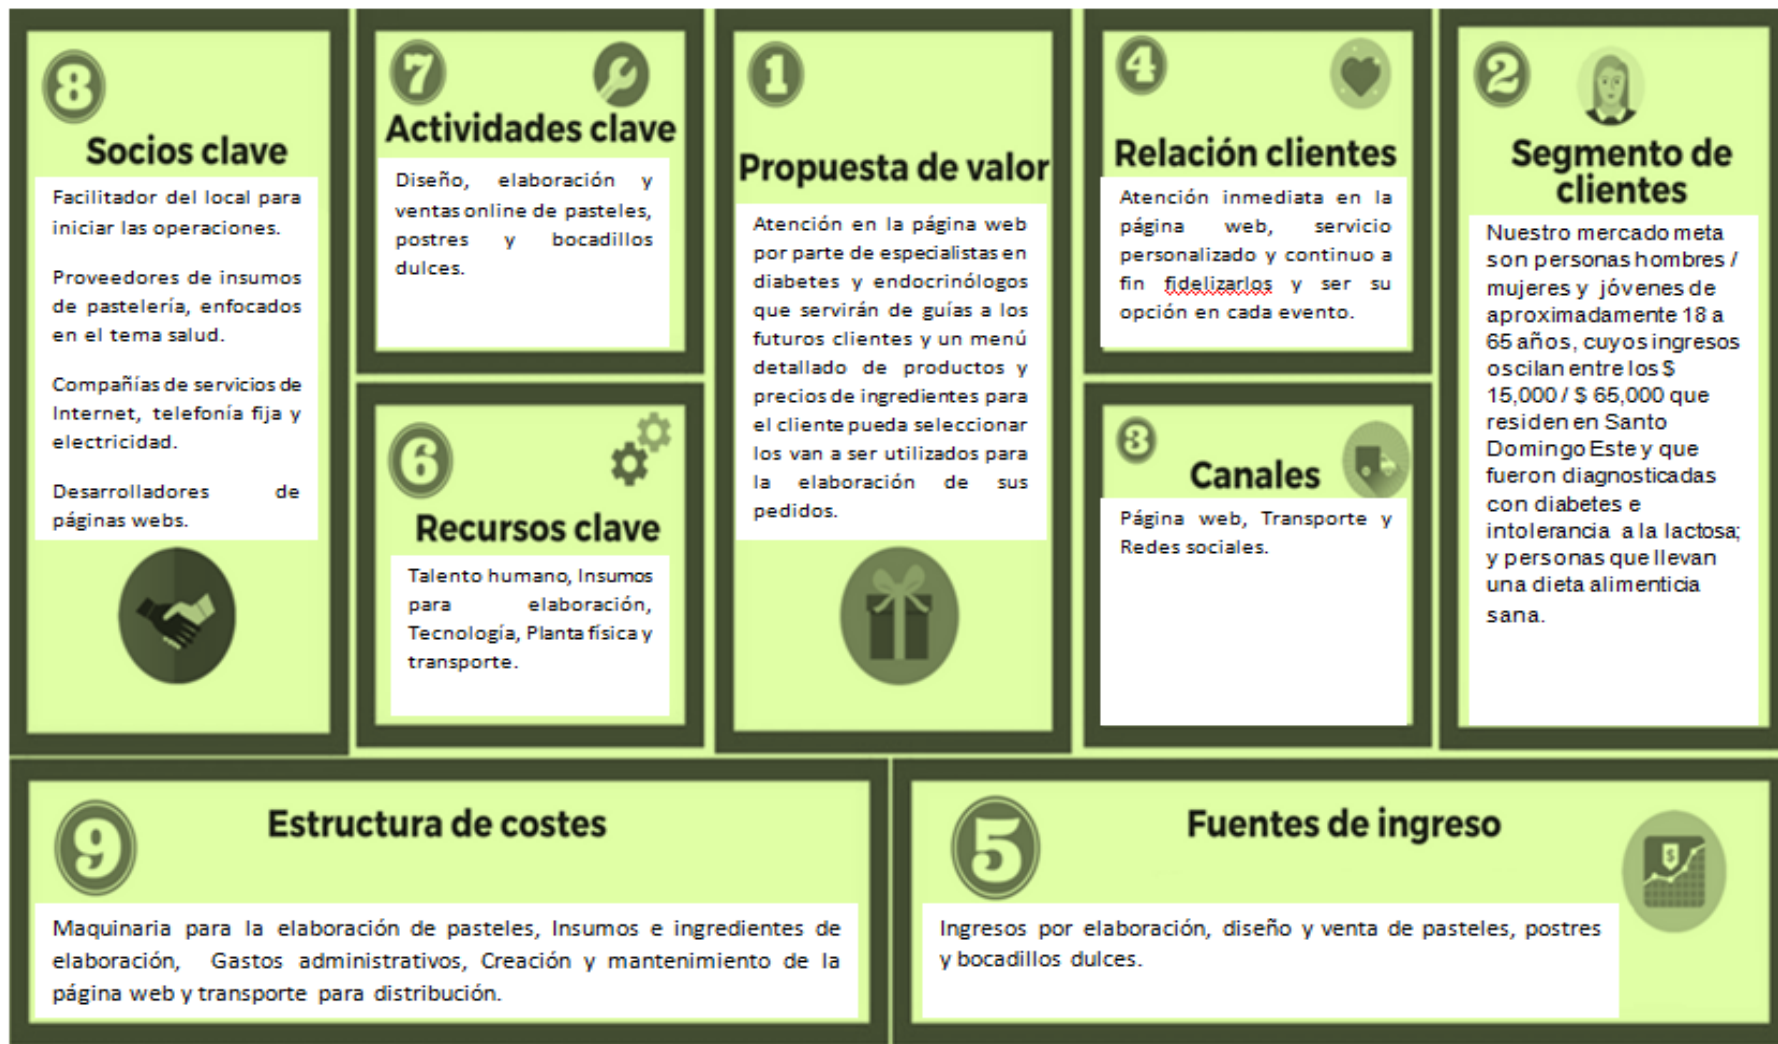 8
Socios clave
Facilitador del local para
iniciar las operaciones.
Proveedores de insumos
de pastelería, enfocados
en el tema salud.
Compañías de servicios de
Internet, telefonía fija y
electricidad.
Desarrolladores de
páginas webs.
7
Actividades clave
Diseño, elaboración y
ventas online de pasteles,
postres y bocadillos
dulces.
6
Recursos clave
Talento humano, Insumos
para elaboración,
Tecnología, Planta física y
transporte.
1
Propuesta de valor
Atención en la página web
por parte de especialistas en
diabetes y endocrinólogos
que servirán de guías a los
futuros clientes y un menú
detallado de productos y
precios de ingredientes para
el cliente pueda seleccionar
los van a ser utilizados para
la elaboración de sus
pedidos.
4
Relación clientes
Atención inmediata en la
página web, servicio
personalizado y continuo a
fin fidelizarlos y ser su
opción en cada evento.
3
Canales
Página web, Transporte y
Redes sociales.
2
Segmento de
clientes
Nuestro mercado meta
son personas hombres /
mujeres y jóvenes de
aproximadamente 18 a
65 años, cuyos ingresos
oscilan entre los $
15,000 / $ 65,000 que
residen en Santo
Domingo Este y que
fueron diagnosticadas
con diabetes e
intolerancia a la lactosa;
y personas que llevan
una dieta alimenticia
sana.
9
Estructura de costes
Maquinaria para la elaboración de pasteles, Insumos e ingredientes de
elaboración, Gastos administrativos, Creación y mantenimiento de la
página web y transporte para distribución.
5
Fuentes de ingreso
$
Ingresos por elaboración, diseño y venta de pasteles, postres
y bocadillos dulces.